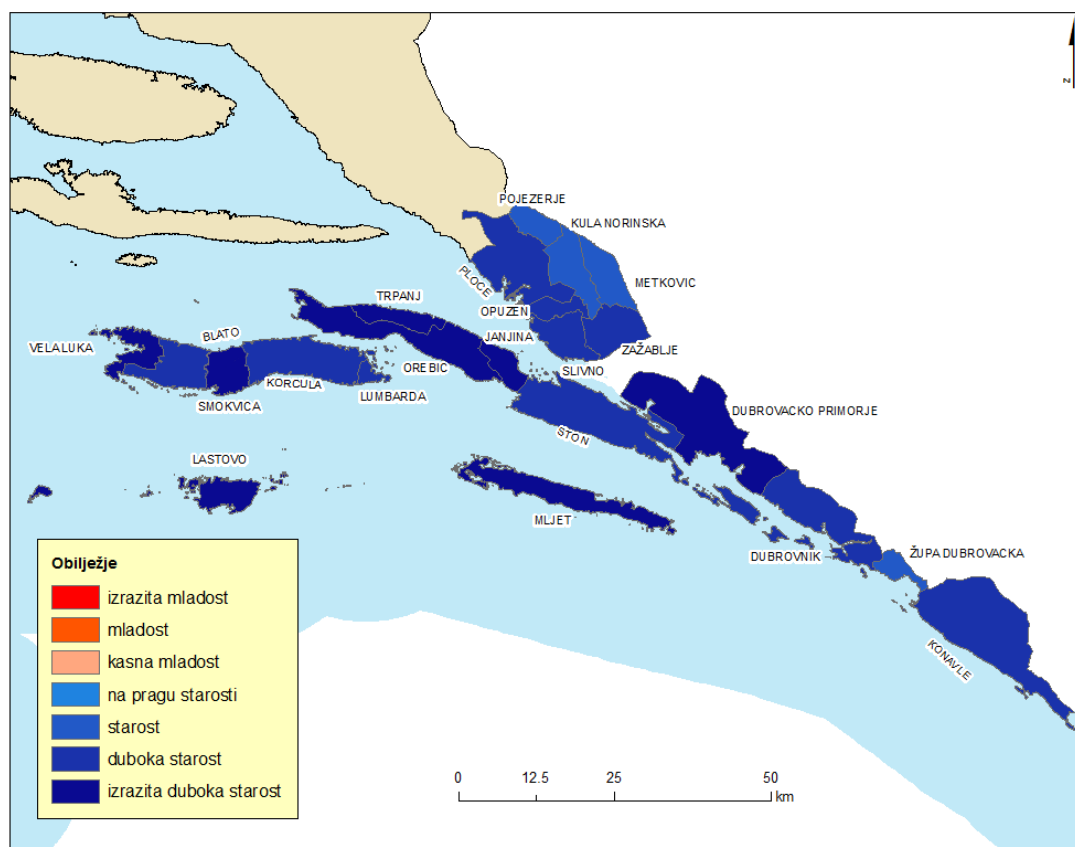 N
POJEZERJE
KULA NORINSKA
METKOVIC
PLOCE
OPUZEN
TRPANJ
JANJINA
BLATO
VELA LUKA
ZAŽABLJE
SLIVNO
OREBIC
KORCULA
LUMBARDA
SMOKVICA
DUBROVACKO PRIMORJE
STON
LASTOVO
MLJET
DUBROVNIK
ŽUPA DUBROVACKA
KONAVLE
Obilježje
izrazita mladost
mladost
kasna mladost
na pragu starosti
starost
duboka starost
izrazita duboka starost
0 12.5 25 50
km